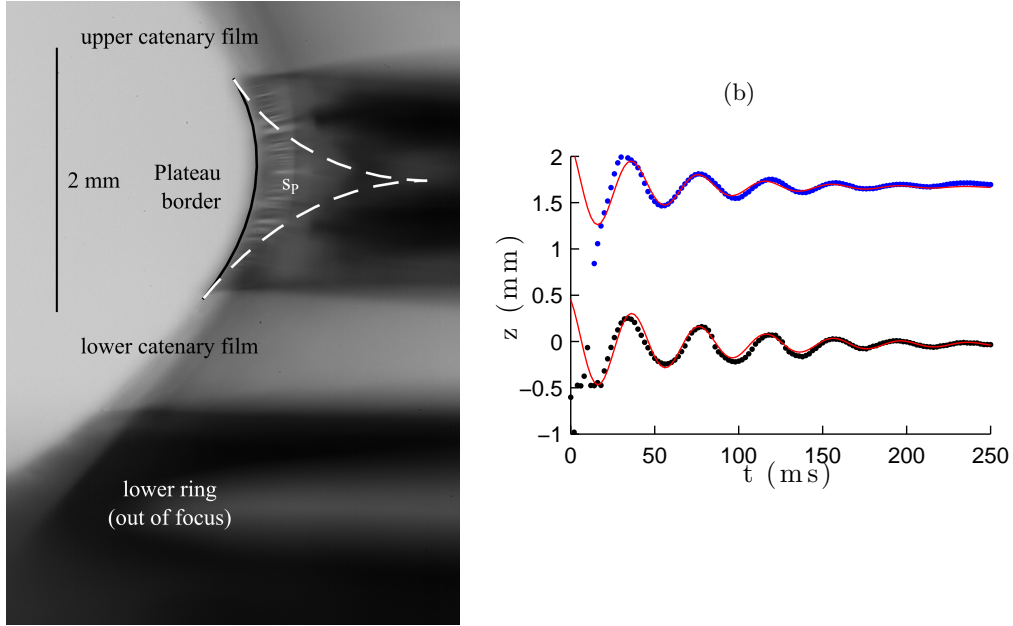 upper catenary film
2 mm
Plateau
border
sP
lower catenary film
lower ring
(out of focus)
(b)
2
1.5
1
0.5
0
−0.5
−1
z (mm)
0
50
100
150
200
250
t (ms)